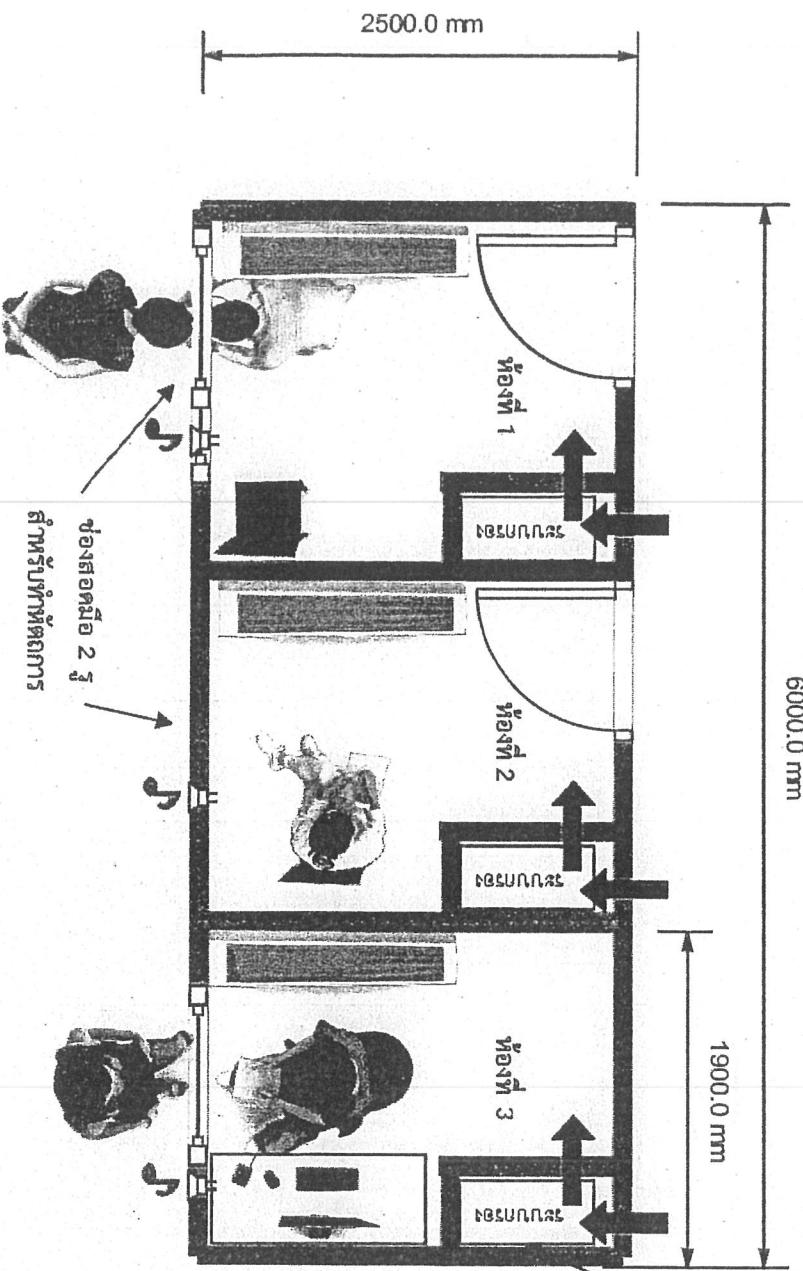 2500.0 mm
6000.0 mm
1900.0 mm
ห้องที่ 1
ระบบกรอง
ห้องที่ 2
ระบบกรอง
ห้องที่ 3
ระบบกรอง
ช่องสอดมือ 2 รู
สำหรับทำหัตถการ